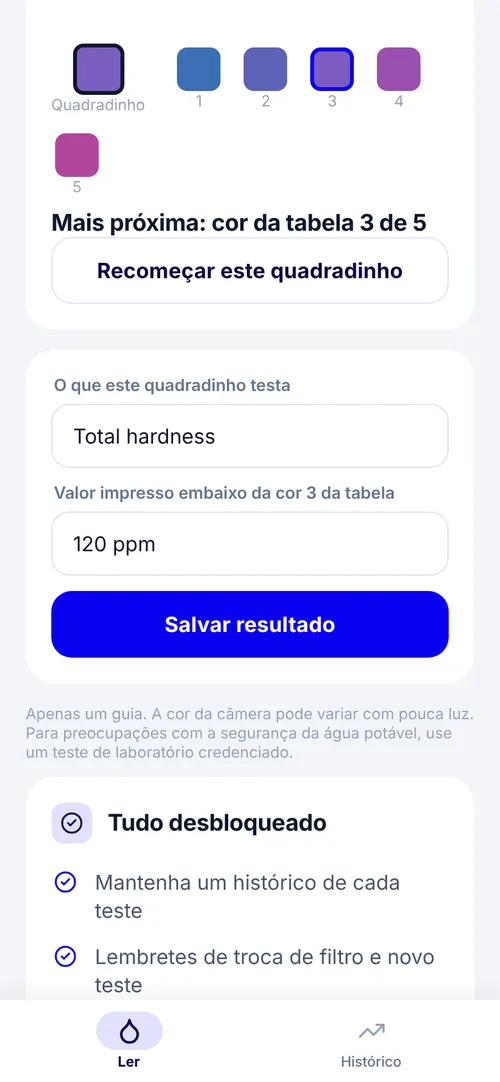 Quadradinho
1
2
3
4
5
Mais próxima: cor da tabela 3 de 5
Recomeçar este quadradinho
O que este quadradinho testa
Total hardness
Valor impresso embaixo da cor 3 da tabela
120 ppm
Salvar resultado
Apenas um guia. A cor da câmera pode variar com pouca luz.
Para preocupações com a segurança da água potável, use
um teste de laboratório credenciado.
Tudo desbloqueado
Mantenha um histórico de cada
teste
Lembretes de troca de filtro e novo
teste
Ler
Histórico